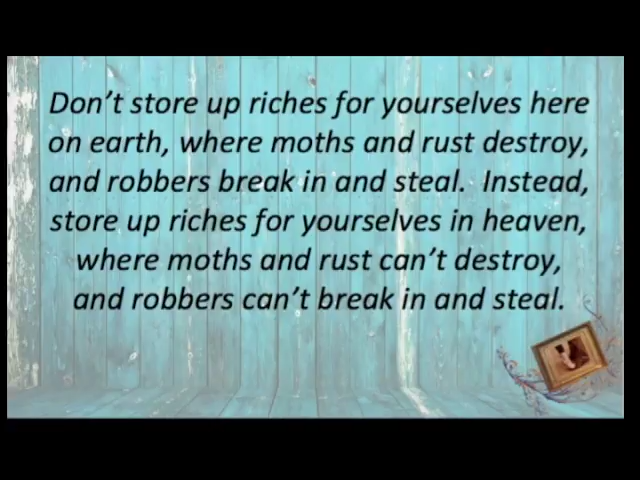 Don’t store up riches for yourselves here
on earth, where moths and rust destroy,
and robbers break in and steal.  Instead,
store up riches for yourselves in heaven,
where moths and rust can’t destroy,
and robbers can’t break in and steal.